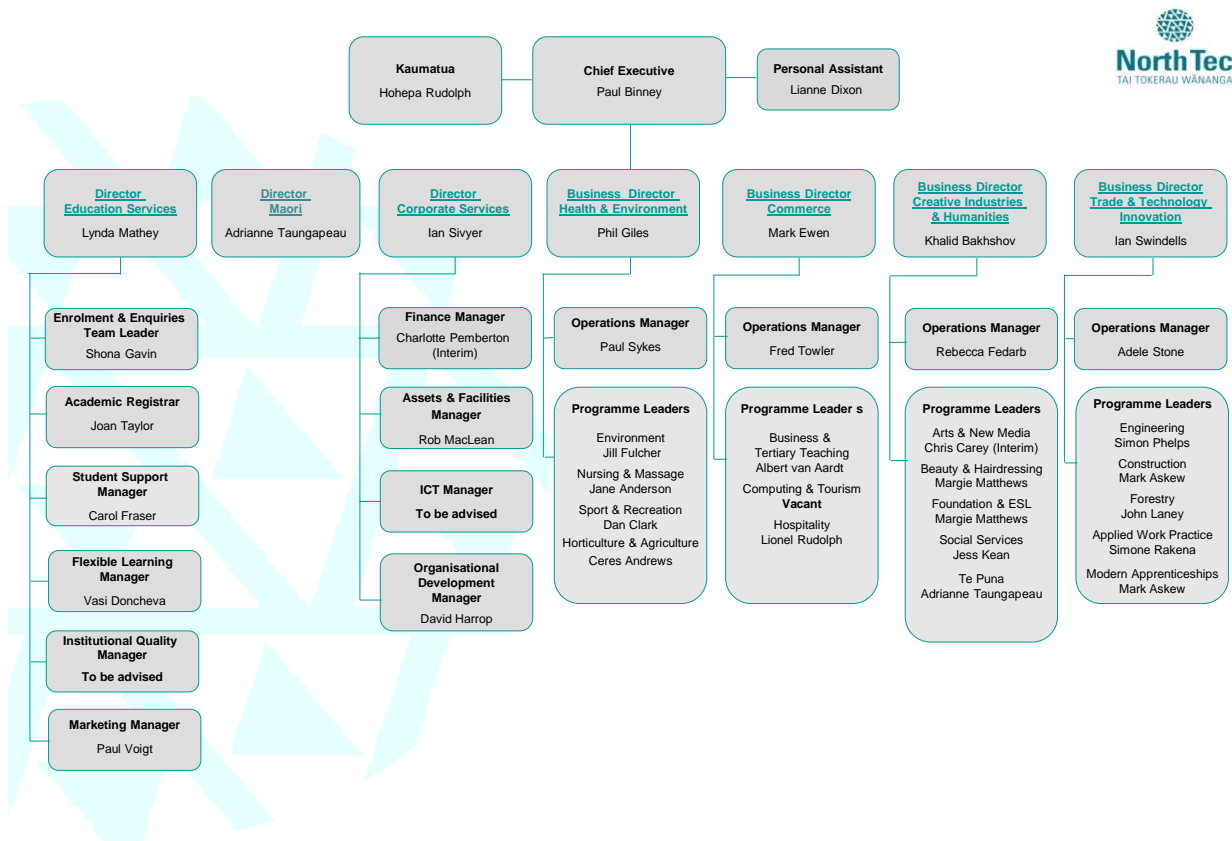 North Tec
TAI TOKERAU WĀNANGA
Kaumatua
Hohepa Rudolph
Chief Executive
Paul Binney
Personal Assistant
Lianne Dixon
Director
Education Services
Lynda Mathey
Director
Maori
Adrianne Taungapeau
Director
Corporate Services
Ian Sivyer
Business Director
Health & Environment
Phil Giles
Business Director
Commerce
Mark Ewen
Business Director
Creative Industries
& Humanities
Khalid Bakhshov
Business Director
Trade & Technology
Innovation
Ian Swindells
Enrolment & Enquiries
Team Leader
Shona Gavin
Academic Registrar
Joan Taylor
Student Support
Manager
Carol Fraser
Flexible Learning
Manager
Vasi Doncheva
Institutional Quality
Manager
To be advised
Marketing Manager
Paul Voigt
Finance Manager
Charlotte Pemberton
(Interim)
Assets & Facilities
Manager
Rob MacLean
ICT Manager
To be advised
Organisational
Development
Manager
David Harrop
Operations Manager
Paul Sykes
Programme Leaders
Environment
Jill Fulcher
Nursing & Massage
Jane Anderson
Sport & Recreation
Dan Clark
Horticulture & Agriculture
Ceres Andrews
Operations Manager
Fred Towler
Programme Leader s
Business &
Tertiary Teaching
Albert van Aardt
Computing & Tourism
Vacant
Hospitality
Lionel Rudolph
Operations Manager
Rebecca Fedarb
Programme Leaders
Arts & New Media
Chris Carey (Interim)
Beauty & Hairdressing
Margie Matthews
Foundation & ESL
Margie Matthews
Social Services
Jess Kean
Te Puna
Adrianne Taungapeau
Operations Manager
Adele Stone
Programme Leaders
Engineering
Simon Phelps
Construction
Mark Askew
Forestry
John Laney
Applied Work Practice
Simone Rakena
Modern Apprenticeships
Mark Askew